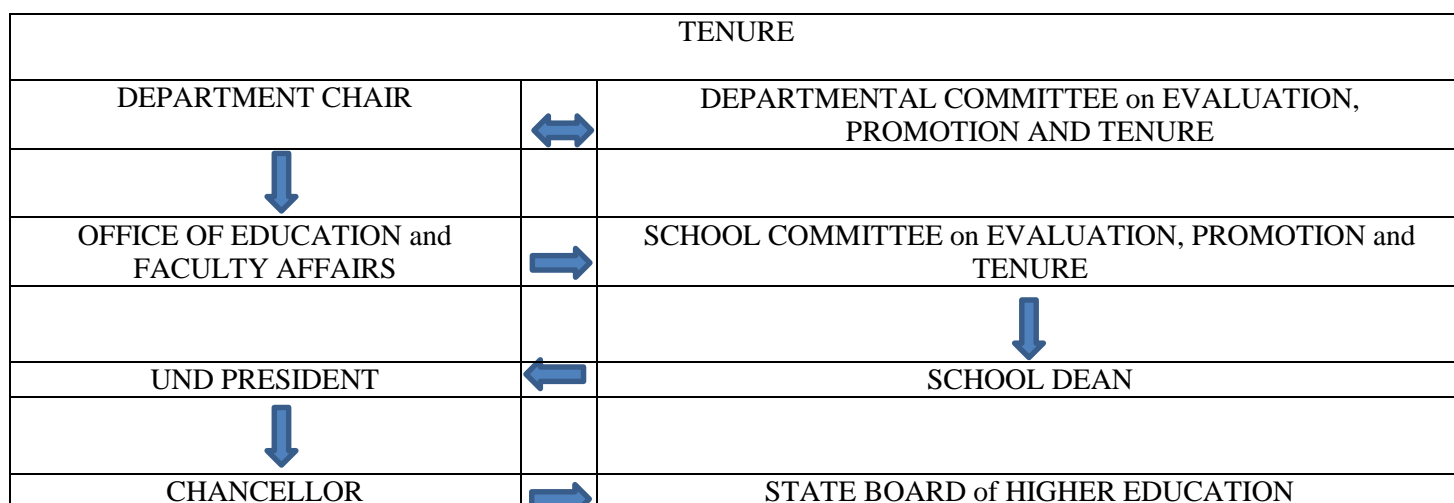 TENURE
DEPARTMENT CHAIR
DEPARTMENTAL COMMITTEE on EVALUATION,
PROMOTION AND TENURE
OFFICE OF EDUCATION and
FACULTY AFFAIRS
SCHOOL COMMITTEE on EVALUATION, PROMOTION and
TENURE
UND PRESIDENT
SCHOOL DEAN
CHANCELLOR
STATE BOARD of HIGHER EDUCATION